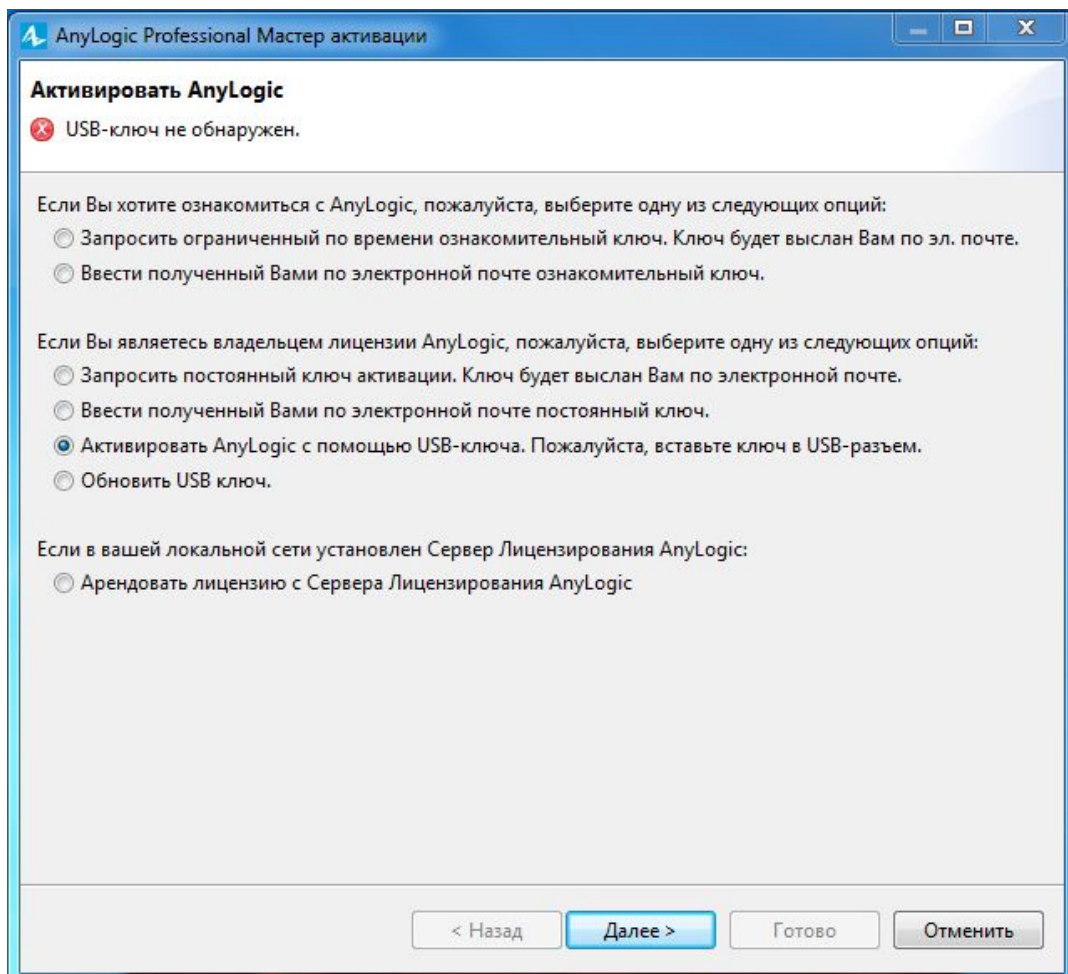 AnyLogic Professional Мастер активации
Активировать AnyLogic
USB-ключ не обнаружен.
Если Вы хотите ознакомиться с AnyLogic, пожалуйста, выберите одну из следующих опций:
Запросить ограниченный по времени ознакомительный ключ. Ключ будет выслан Вам по эл. почте.
Ввести полученный Вами по электронной почте ознакомительный ключ.
Если Вы являетесь владельцем лицензии AnyLogic, пожалуйста, выберите одну из следующих опций:
Запросить постоянный ключ активации. Ключ будет выслан Вам по электронной почте.
Ввести полученный Вами по электронной почте постоянный ключ.
Активировать AnyLogic с помощью USB-ключа. Пожалуйста, вставьте ключ в USB-разъем.
Обновить USB ключ.
Если в вашей локальной сети установлен Сервер Лицензирования AnyLogic:
Арендовать лицензию с Сервера Лицензирования AnyLogic
< Назад Далее > Готово Отменить